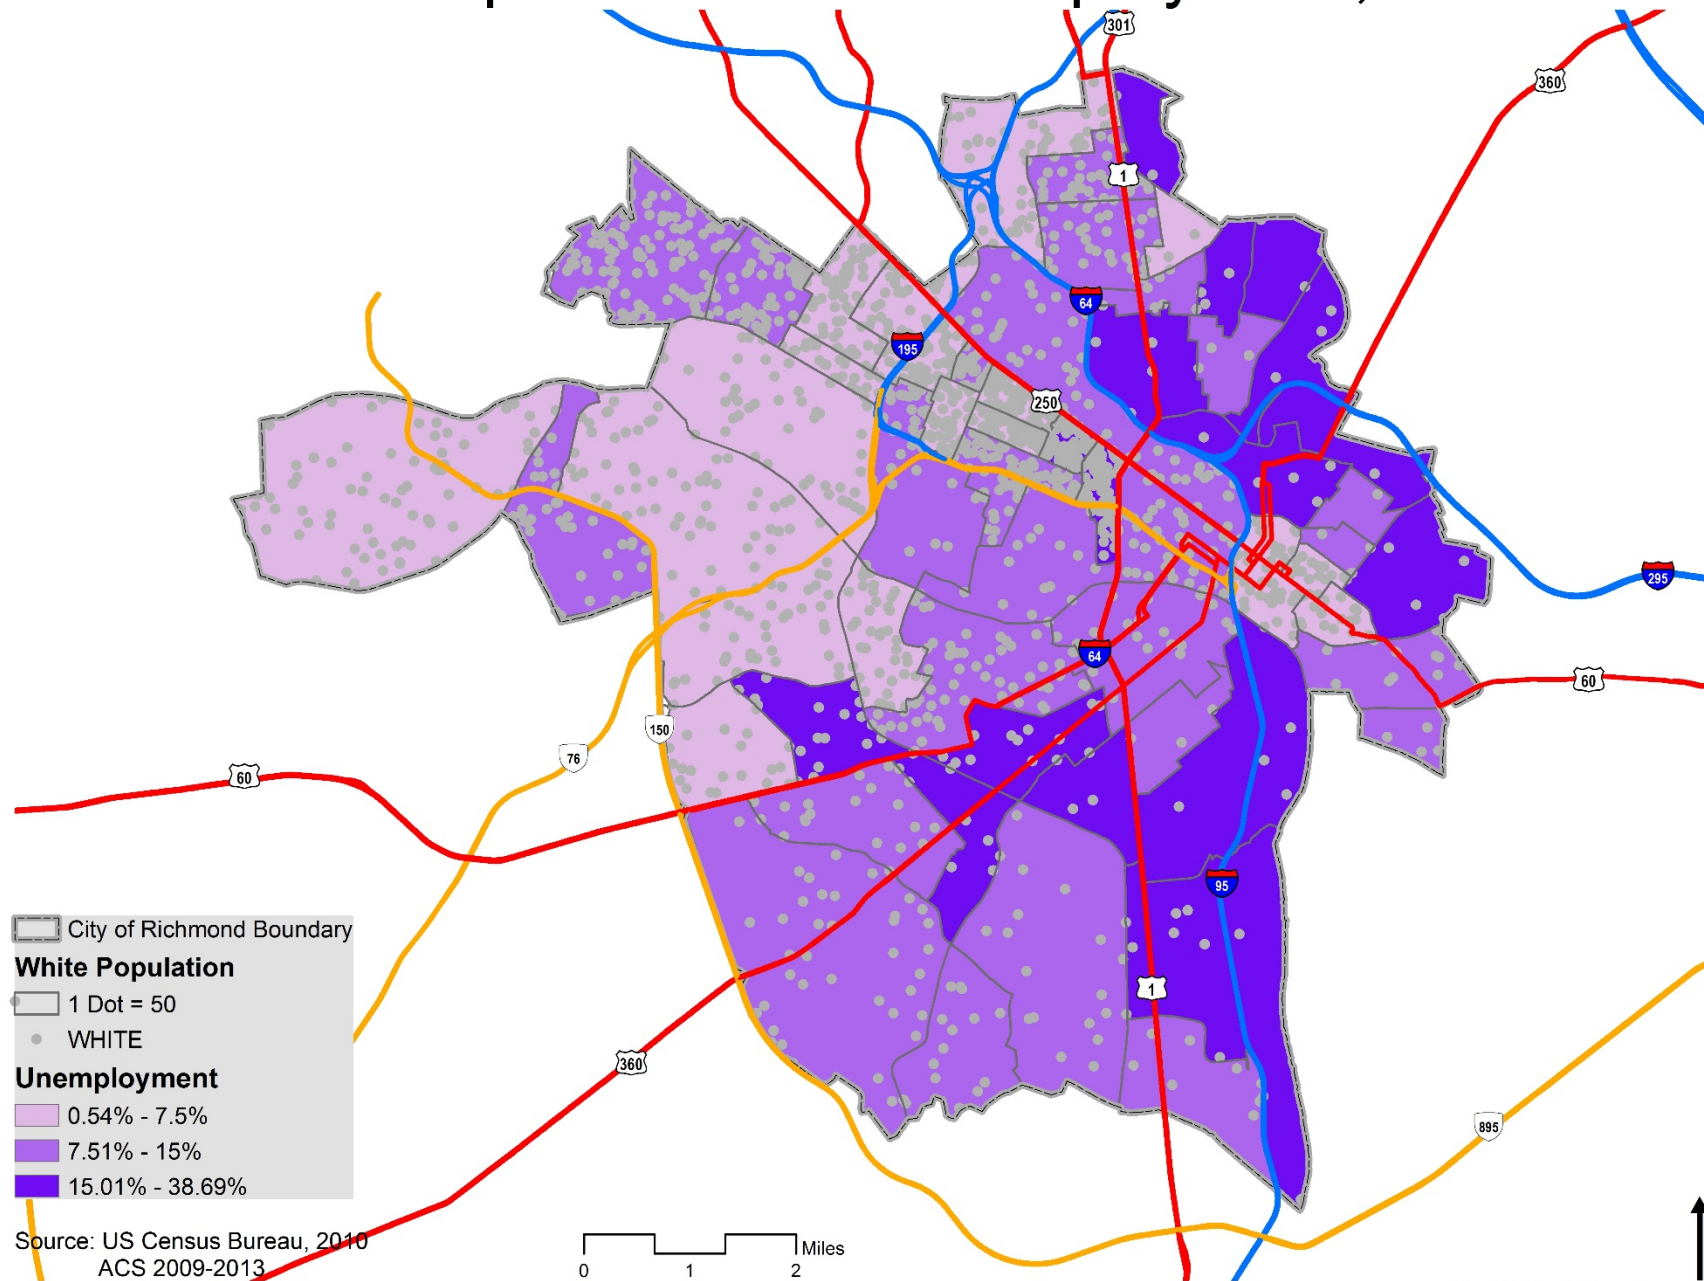 301
360
1
64
195
250
295
64
60
150
76
60
95
1
360
895
City of Richmond Boundary
White Population
1 Dot = 50
WHITE
Unemployment
0.54% - 7.5%
7.51% - 15%
15.01% - 38.69%
Source: US Census Bureau, 2010
ACS 2009-2013
Miles
0 1 2